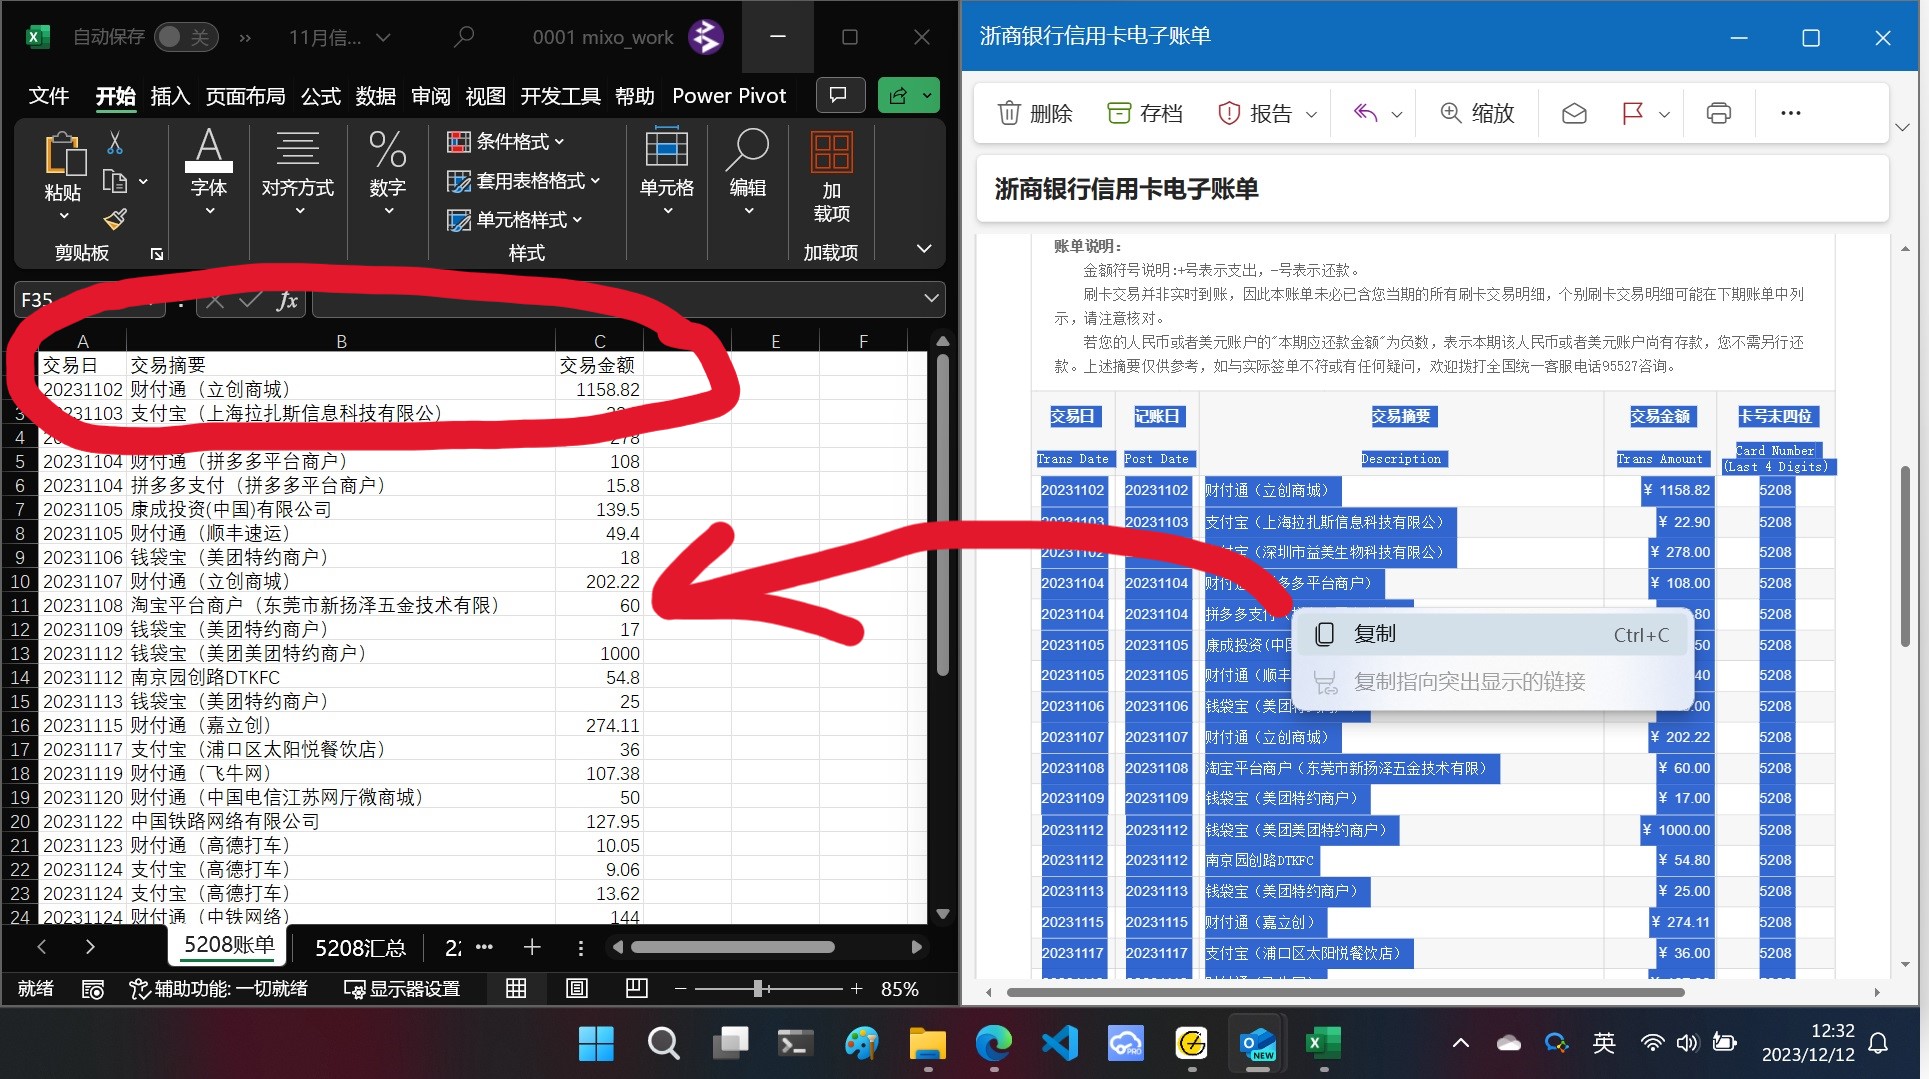 自动保存 关 » 11月信... 0001 mixo_work
文件 开始 插入 页面布局 公式 数据 审阅 视图 开发工具 帮助 Power Pivot
粘贴
剪贴板
字体
对齐方式
%
数字
条件格式
套用表格格式
单元格样式
样式
单元格
编辑
加
载项
加载项
F35 fx
A B C E F
交易日 交易摘要 交易金额
20231102 财付通（立创商城） 1158.82
3 231103 支付宝（上海拉扎斯信息科技有限公）
4 278
5 20231104 财付通（拼多多平台商户） 108
6 20231104 拼多多支付（拼多多平台商户） 15.8
7 20231105 康成投资(中国)有限公司 139.5
8 20231105 财付通（顺丰速运） 49.4
9 20231106 钱袋宝（美团特约商户） 18
10 20231107 财付通（立创商城） 202.22
11 20231108 淘宝平台商户（东莞市新扬泽五金技术有限） 60
12 20231109 钱袋宝（美团特约商户） 17
13 20231112 钱袋宝（美团美团特约商户） 1000
14 20231112 南京园创路DTKFC 54.8
15 20231113 钱袋宝（美团特约商户） 25
16 20231115 财付通（嘉立创） 274.11
17 20231117 支付宝（浦口区太阳悦餐饮店） 36
18 20231119 财付通（飞牛网） 107.38
19 20231120 财付通（中国电信江苏网厅微商城） 50
20 20231122 中国铁路网络有限公司 127.95
21 20231123 财付通（高德打车） 10.05
22 20231124 支付宝（高德打车） 9.06
23 20231124 支付宝（高德打车） 13.62
24 20231124 财付通（中铁网络） 144
5208账单 5208汇总 ...
就绪 辅助功能: 一切就绪 显示器设置 85%
浙商银行信用卡电子账单
删除 存档 报告 缩放
浙商银行信用卡电子账单
账单说明：
金额符号说明:+号表示支出，-号表示还款。
刷卡交易并非实时到账，因此本账单未必已含您当期的所有刷卡交易明细，个别刷卡交易明细可能在下期账单中列
示，请注意核对。
若您的人民币或者美元账户的"本期应还款金额"为负数，表示本期该人民币或者美元账户尚有存款，您不需另行还
款。上述摘要仅供参考，如与实际签单不符或有任何疑问，欢迎拨打全国统一客服电话95527咨询。
交易日 记账日 交易摘要 交易金额 卡号末四位
Trans Date Post Date Description Trans Amount Card Number
(Last 4 Digits)
20231102 20231102 财付通（立创商城） ¥ 1158.82 5208
20231103 20231103 支付宝（上海拉扎斯信息科技有限公） ¥ 22.90 5208
20231102 付宝（深圳市益美生物科技有限公） ¥ 278.00 5208
20231104 20231104 财付通 多多平台商户） ¥ 108.00 5208
20231104 20231104 拼多多支付 .80 5208
20231105 20231105 康成投资(中国 50 5208
20231105 20231105 财付通（顺丰 40 5208
20231106 20231106 钱袋宝（美团 .00 5208
20231107 20231107 财付通（立创商城） ¥ 202.22 5208
20231108 20231108 淘宝平台商户（东莞市新扬泽五金技术有限） ¥ 60.00 5208
20231109 20231109 钱袋宝（美团特约商户） ¥ 17.00 5208
20231112 20231112 钱袋宝（美团美团特约商户） ¥ 1000.00 5208
20231112 20231112 南京园创路DTKFC ¥ 54.80 5208
20231113 20231113 钱袋宝（美团特约商户） ¥ 25.00 5208
20231115 20231115 财付通（嘉立创） ¥ 274.11 5208
20231117 20231117 支付宝（浦口区太阳悦餐饮店） ¥ 36.00 5208
复制 Ctrl+C
复制指向突出显示的链接
PRO
NEW
英
12:32
2023/12/12